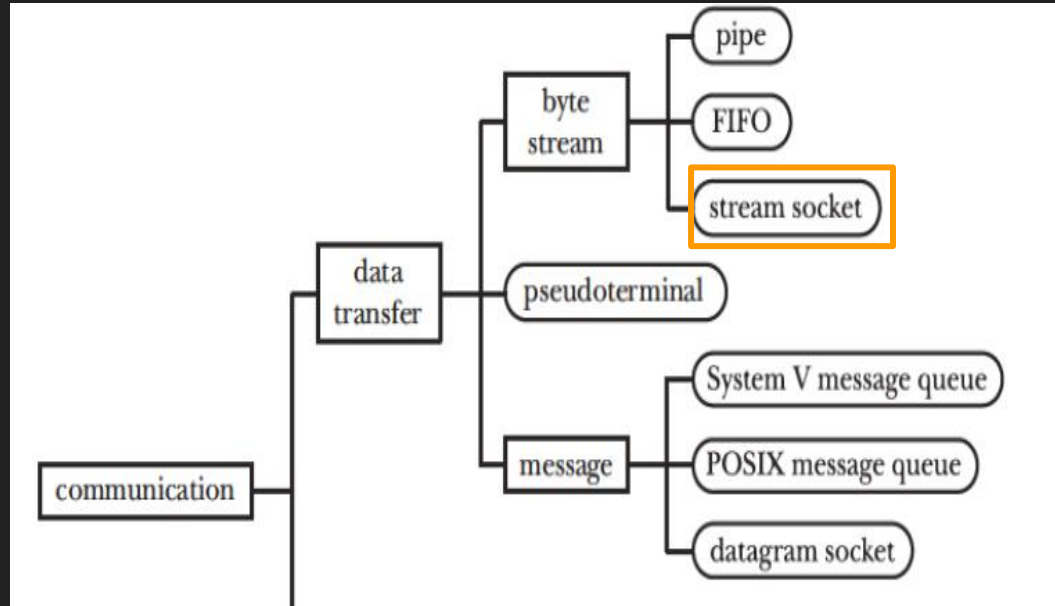 pipe
byte
stream
FIFO
stream socket
data
transfer
pseudoterminal
System V message queue
message
POSIX message queue
communication
datagram socket